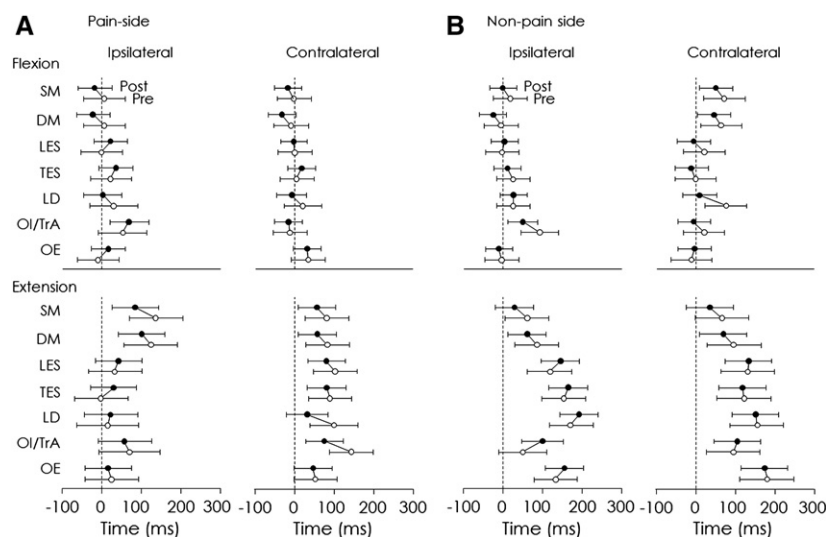 A Pain-side B Non-pain side
Ipsilateral Contralateral Ipsilateral Contralateral
Flexion
SM Post Post
Pre Pre
DM
LES
TES
LD
OI/TrA
OE
Extension
SM
DM
LES
TES
LD
OI/TrA
OE
-100 0 100 200 300 -100 0 100 200 300 -100 0 100 200 300 -100 0 100 200 300
Time (ms) Time (ms) Time (ms) Time (ms)